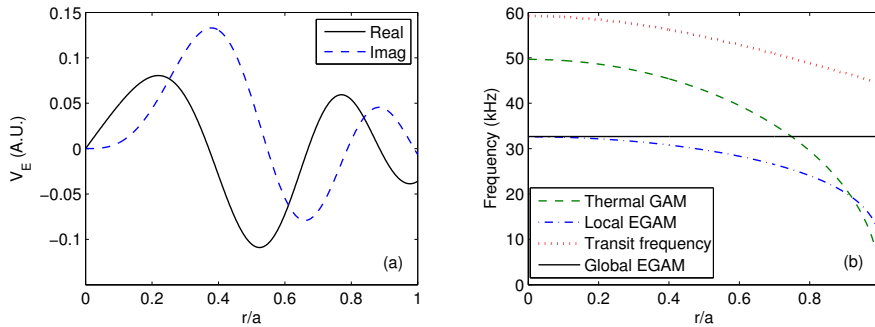 0.15
0.1
0.05
0
-0.05
-0.1
V_E (A.U.)
Real
Imag
(a)
0 0.2 0.4 0.6 0.8 1
r/a
60
50
40
30
20
10
0
Frequency (kHz)
Thermal GAM
Local EGAM
Transit frequency
Global EGAM
(b)
0 0.2 0.4 0.6 0.8
r/a